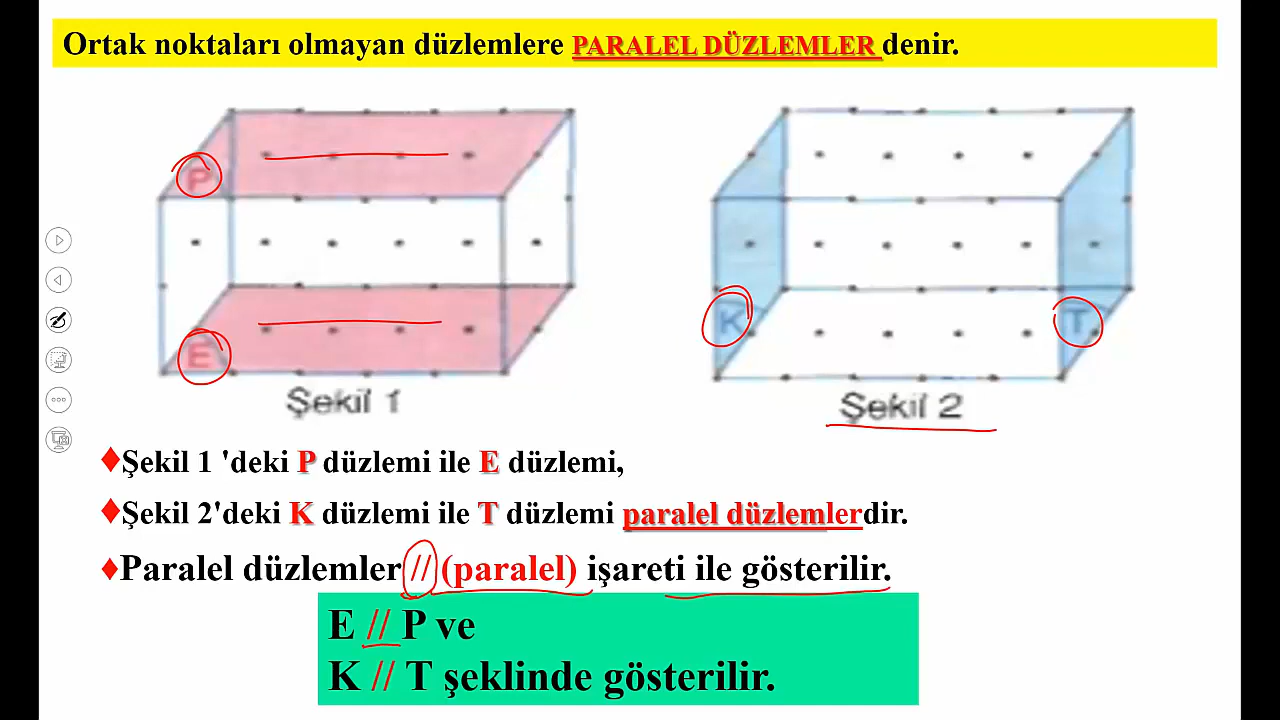 Ortak noktaları olmayan düzlemlere PARALEL DÜZLEMLER denir.
P
E
Şekil 1
K
T
Şekil 2
♦Şekil 1 'deki P düzlemi ile E düzlemi,
♦Şekil 2'deki K düzlemi ile T düzlemi paralel düzlemlerdir.
♦Paralel düzlemler // (paralel) işareti ile gösterilir.
E // P ve
K // T şeklinde gösterilir.